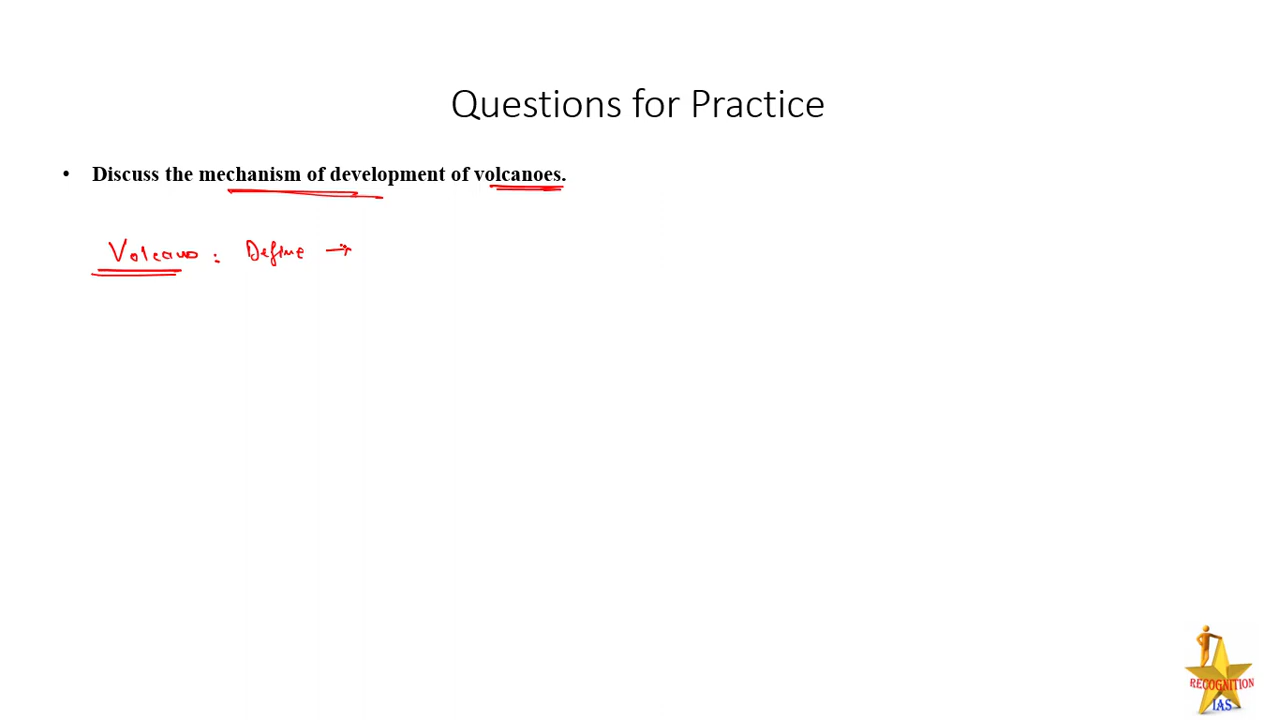 Questions for Practice
• Discuss the mechanism of development of volcanoes.
Volcano : Define →
RECOGNITION
IAS